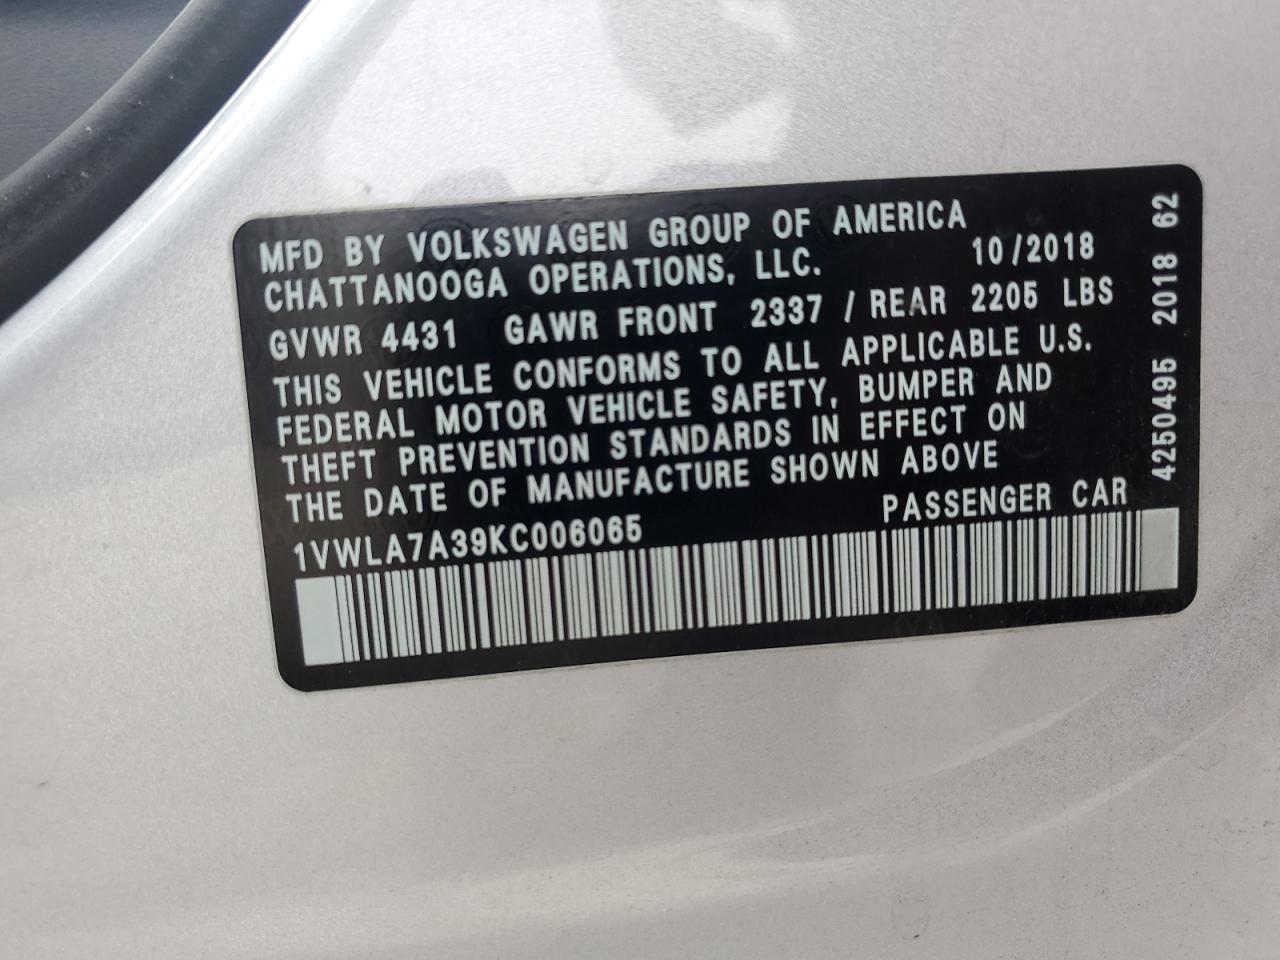 MFD BY VOLKSWAGEN GROUP OF AMERICA
CHATTANOOGA OPERATIONS, LLC. 10/2018
GVWR 4431 GAWR FRONT 2337 / REAR 2205 LBS
THIS VEHICLE CONFORMS TO ALL APPLICABLE U.S.
FEDERAL MOTOR VEHICLE SAFETY, BUMPER AND
THEFT PREVENTION STANDARDS IN EFFECT ON
THE DATE OF MANUFACTURE SHOWN ABOVE
PASSENGER CAR
1VWLA7A39KC006065
4250495 2018 62